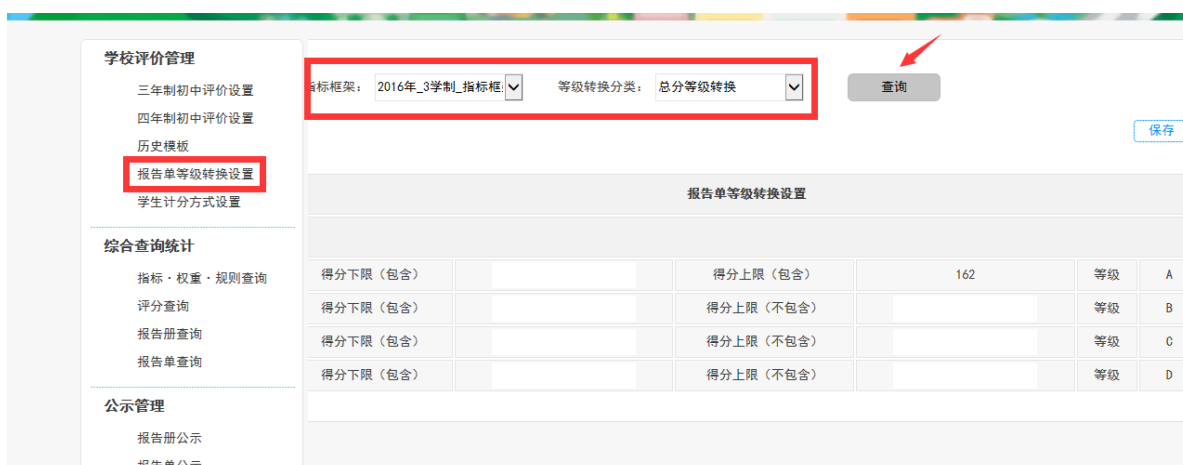 学校评价管理
三年制初中评价设置
四年制初中评价设置
历史模板
报告单等级转换设置
学生计分方式设置
综合查询统计
指标·权重·规则查询
评分查询
报告册查询
报告单查询
公示管理
报告册公示
报告单公示
指标框架： 2016年_3学制_指标框 等级转换分类： 总分等级转换 查询
保存
报告单等级转换设置
得分下限（包含） 得分上限（包含） 162 等级 A
得分下限（包含） 得分上限（不包含） 等级 B
得分下限（包含） 得分上限（不包含） 等级 C
得分下限（包含） 得分上限（不包含） 等级 D